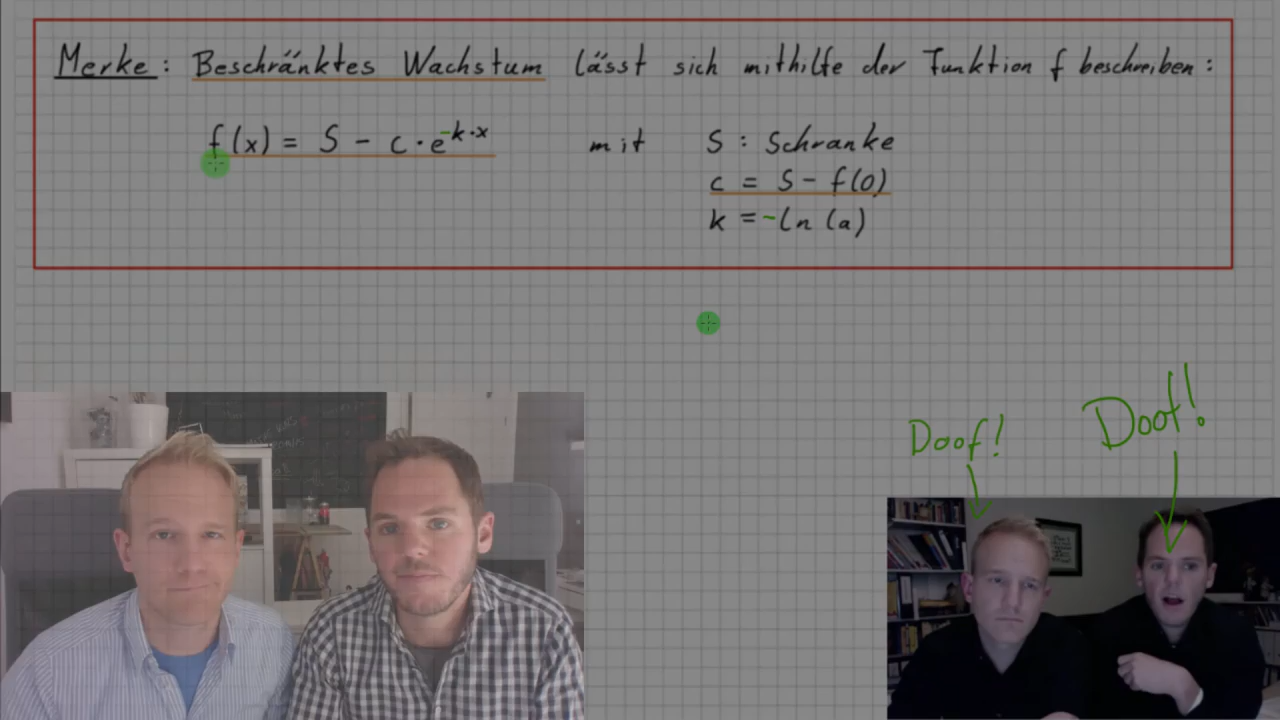 Merke: Beschränktes Wachstum lässt sich mithilfe der Funktion f beschreiben:
f(x) = S - c·e^-k·x mit S : Schranke
c = S - f(0)
k = -ln (a)
Doof! Doof!